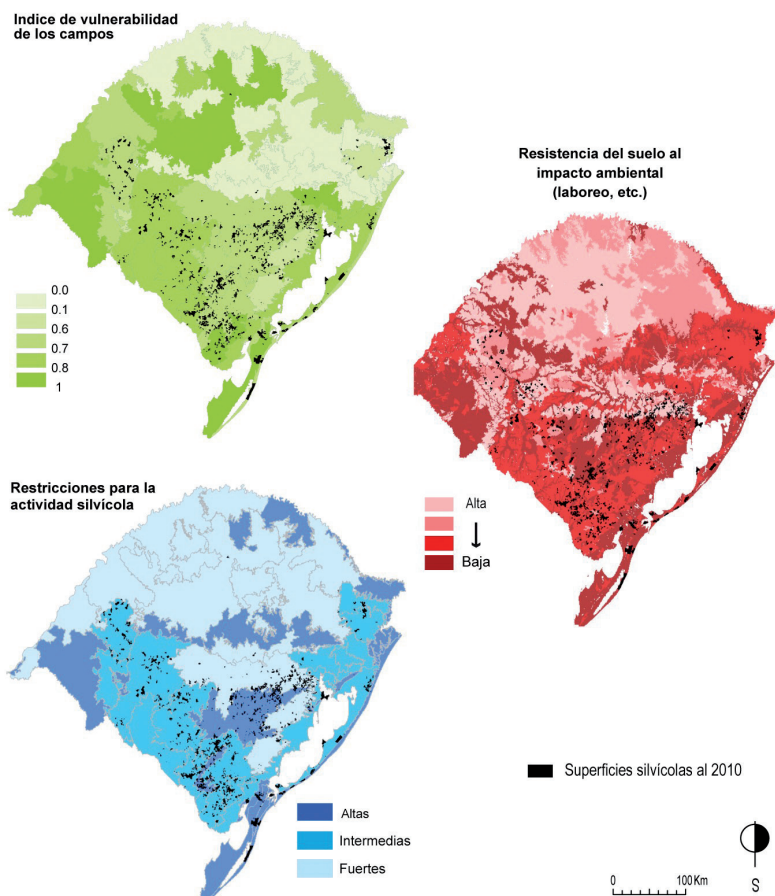 Indice de vulnerabilidad
de los campos
0.0
0.1
0.6
0.7
0.8
1
Resistencia del suelo al
impacto ambiental
(laboreo, etc.)
Alta
Baja
Restricciones para la
actividad silvícola
Altas
Intermedias
Fuertes
Superficies silvícolas al 2010
0 100 Km
S